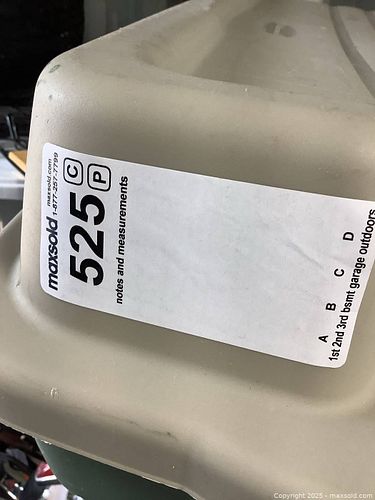 maxsold.com
maxsold 1-877-257-7799
525 C P
notes and measurements
A B C D
1st 2nd 3rd bsmt garage outdoors
Copyright 2025 - maxsold.com